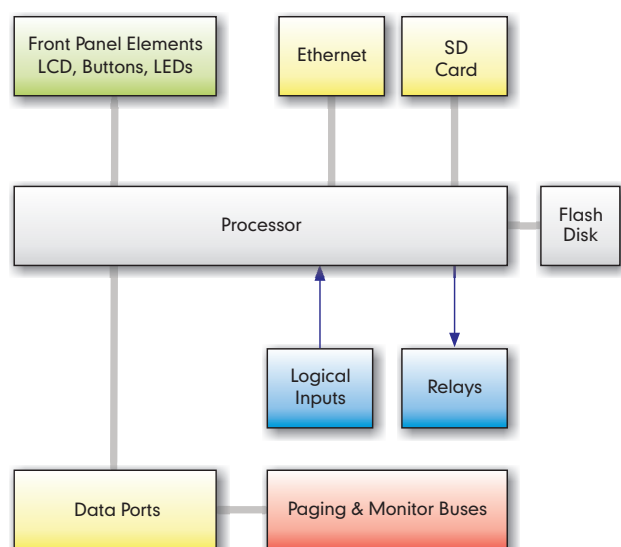 Front Panel Elements
LCD, Buttons, LEDs
Ethernet
SD
Card
Processor
Flash
Disk
Logical
Inputs
Relays
Data Ports
Paging & Monitor Buses